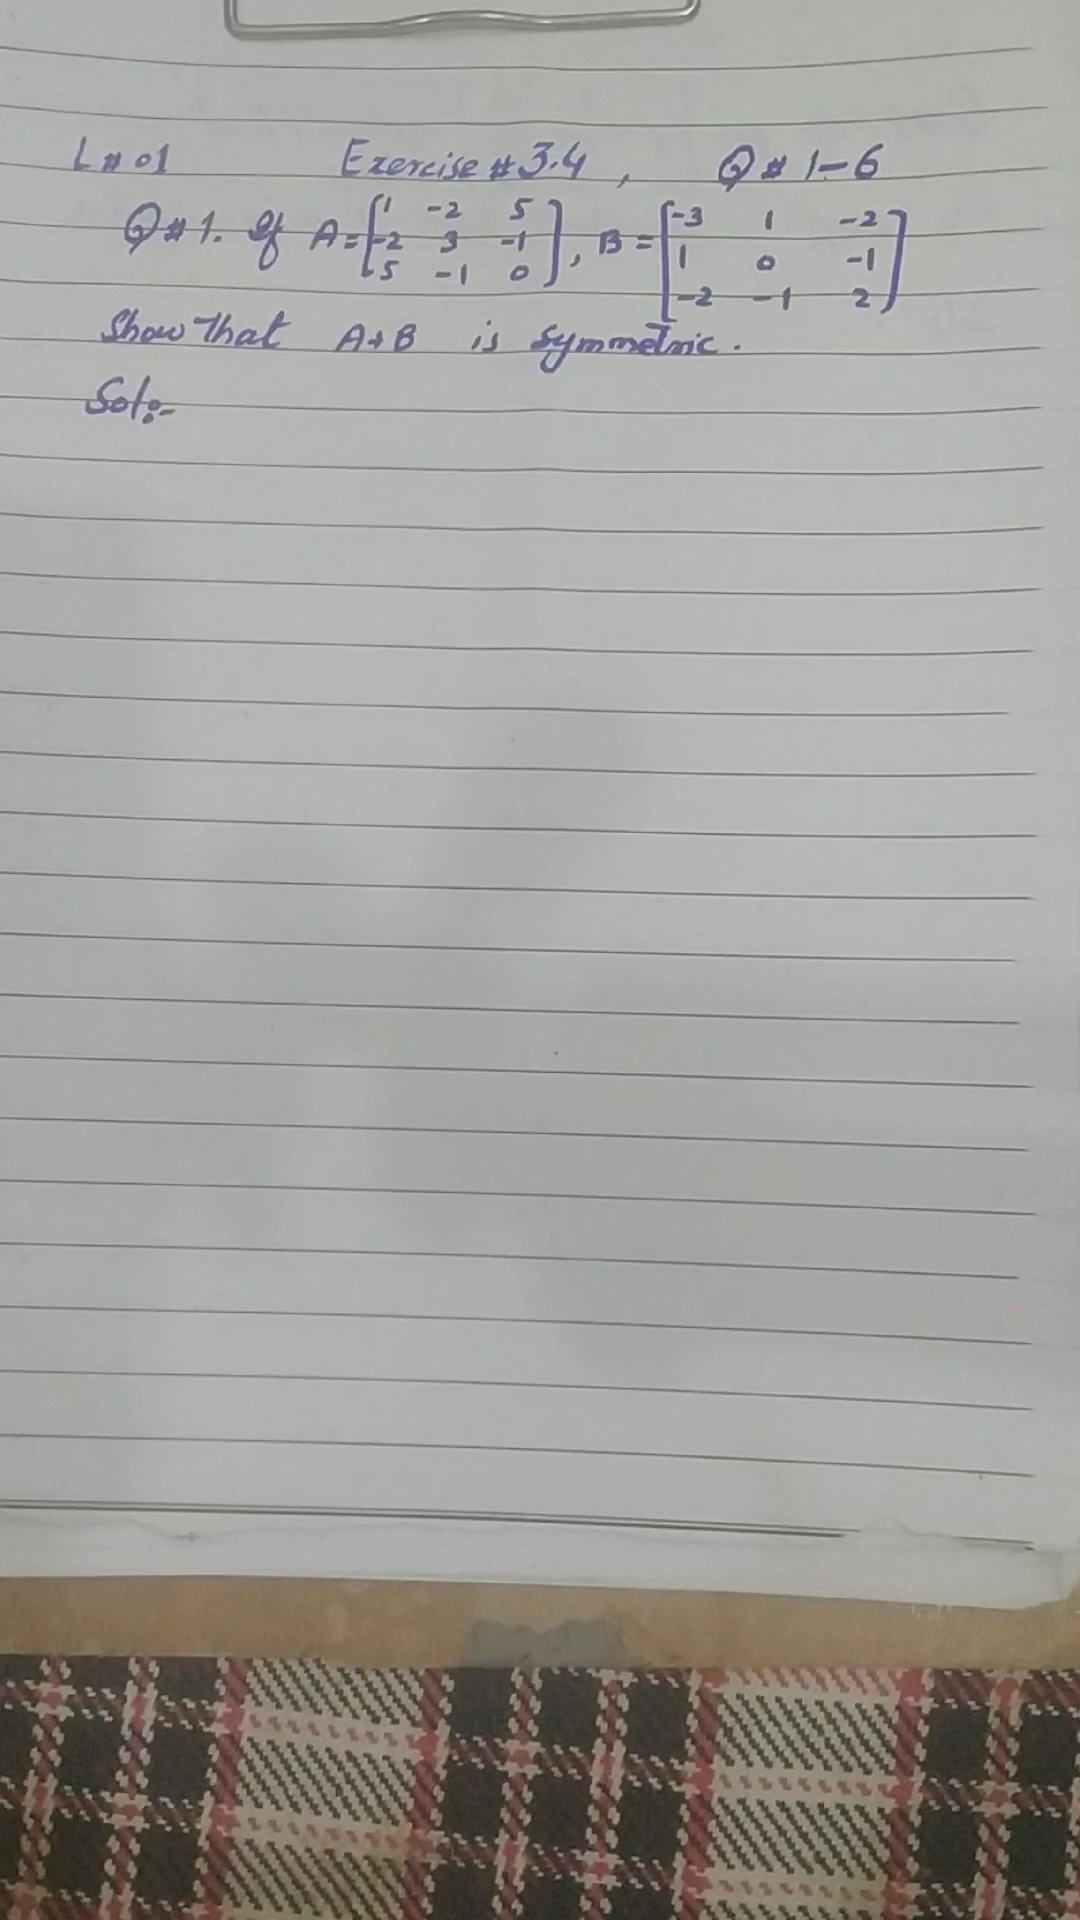 L#01 Exercise #3.4, Q# 1-6
Q#1. If A=[1 -2 5
-2 3 -1
5 -1 0], B=[-3 1 -2
1 0 -1
-2 -1 2]
Show That A+B is symmetric.
Sol:-